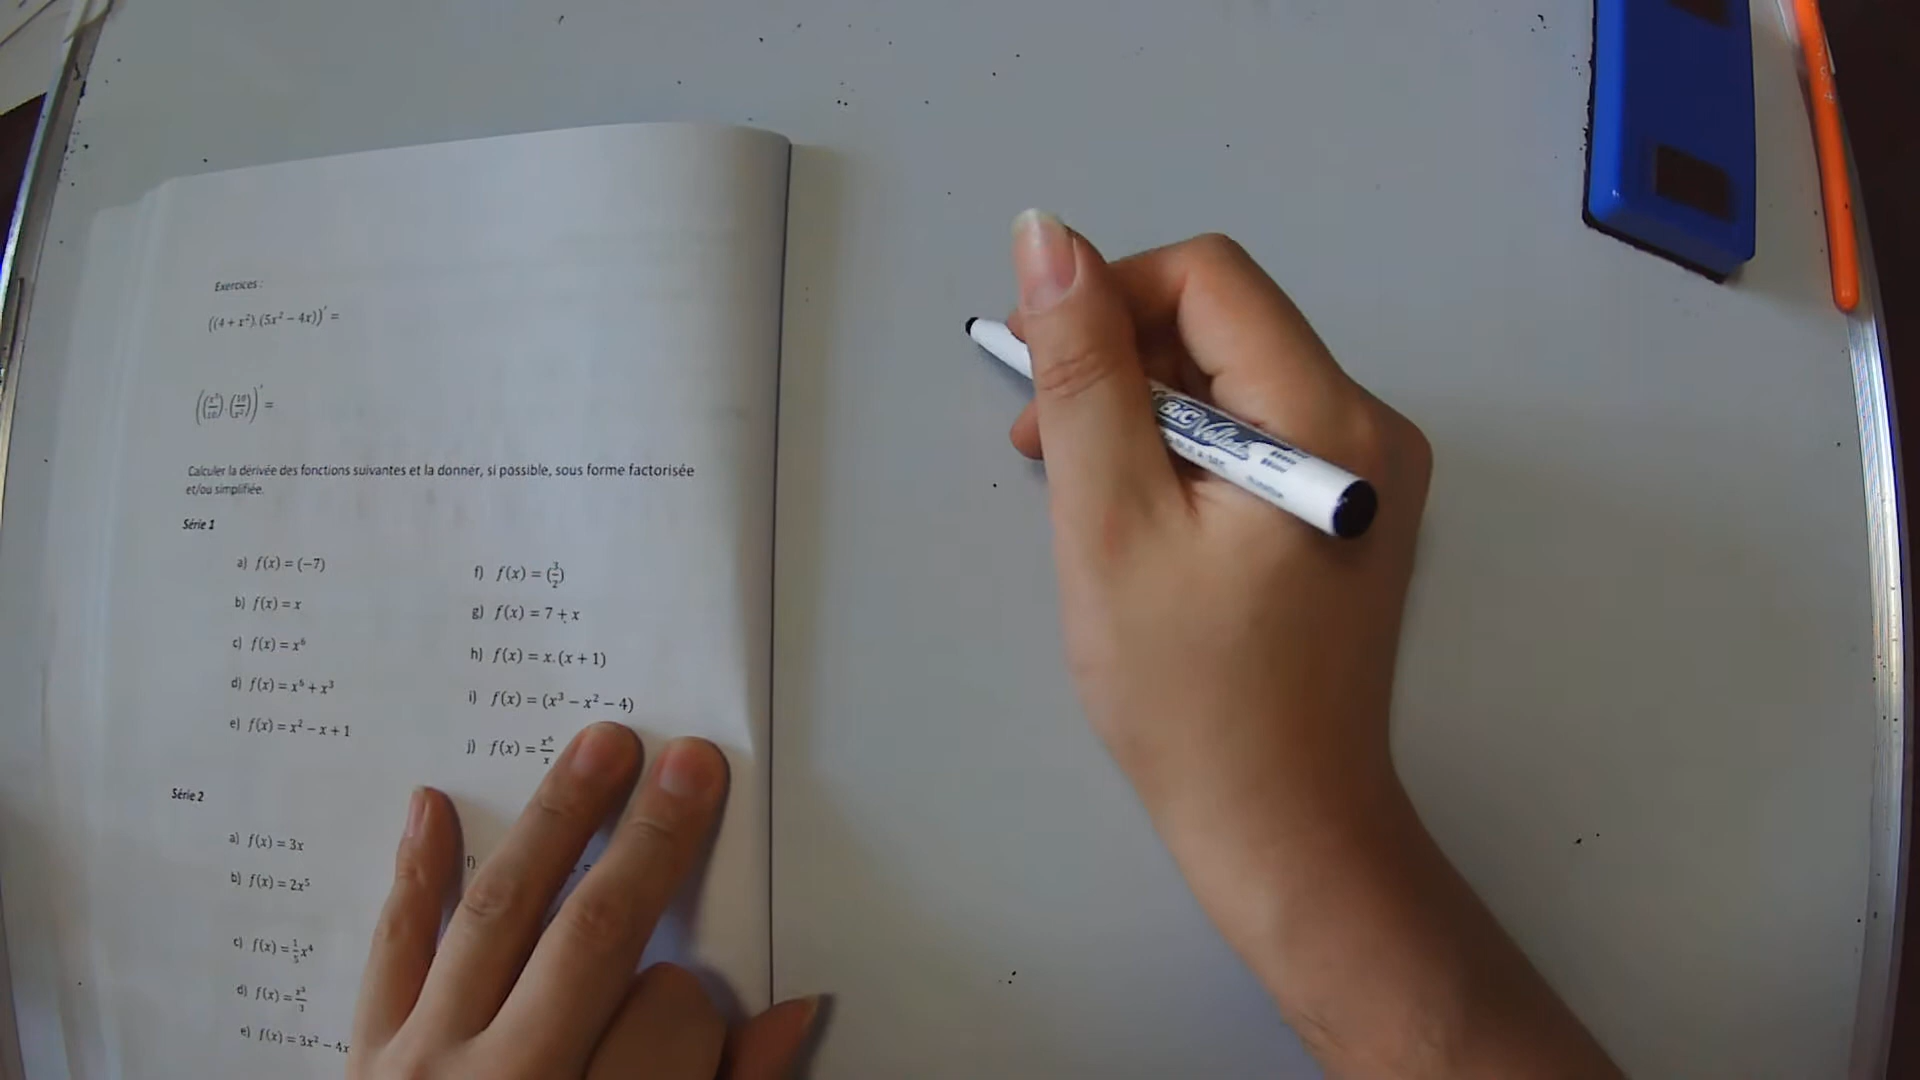 Exercices :
((4 + x²).(5x² − 4x))′ =
Calculer la dérivée des fonctions suivantes et la donner, si possible, sous forme factorisée
et/ou simplifiée.
Série 1
a) f(x) = (−7)
b) f(x) = x
c) f(x) = x⁶
d) f(x) = x⁶ + x³
e) f(x) = x² − x + 1
f) f(x) = (3/2)
g) f(x) = 7 + x
h) f(x) = x.(x + 1)
i) f(x) = (x³ − x² − 4)
j) f(x) = x⁶/x
Série 2
a) f(x) = 3x
b) f(x) = 2x⁵
c) f(x) = 1/5 x⁴
d) f(x) = x³/3
e) f(x) = 3x² − 4x
f)
BIC Velleda